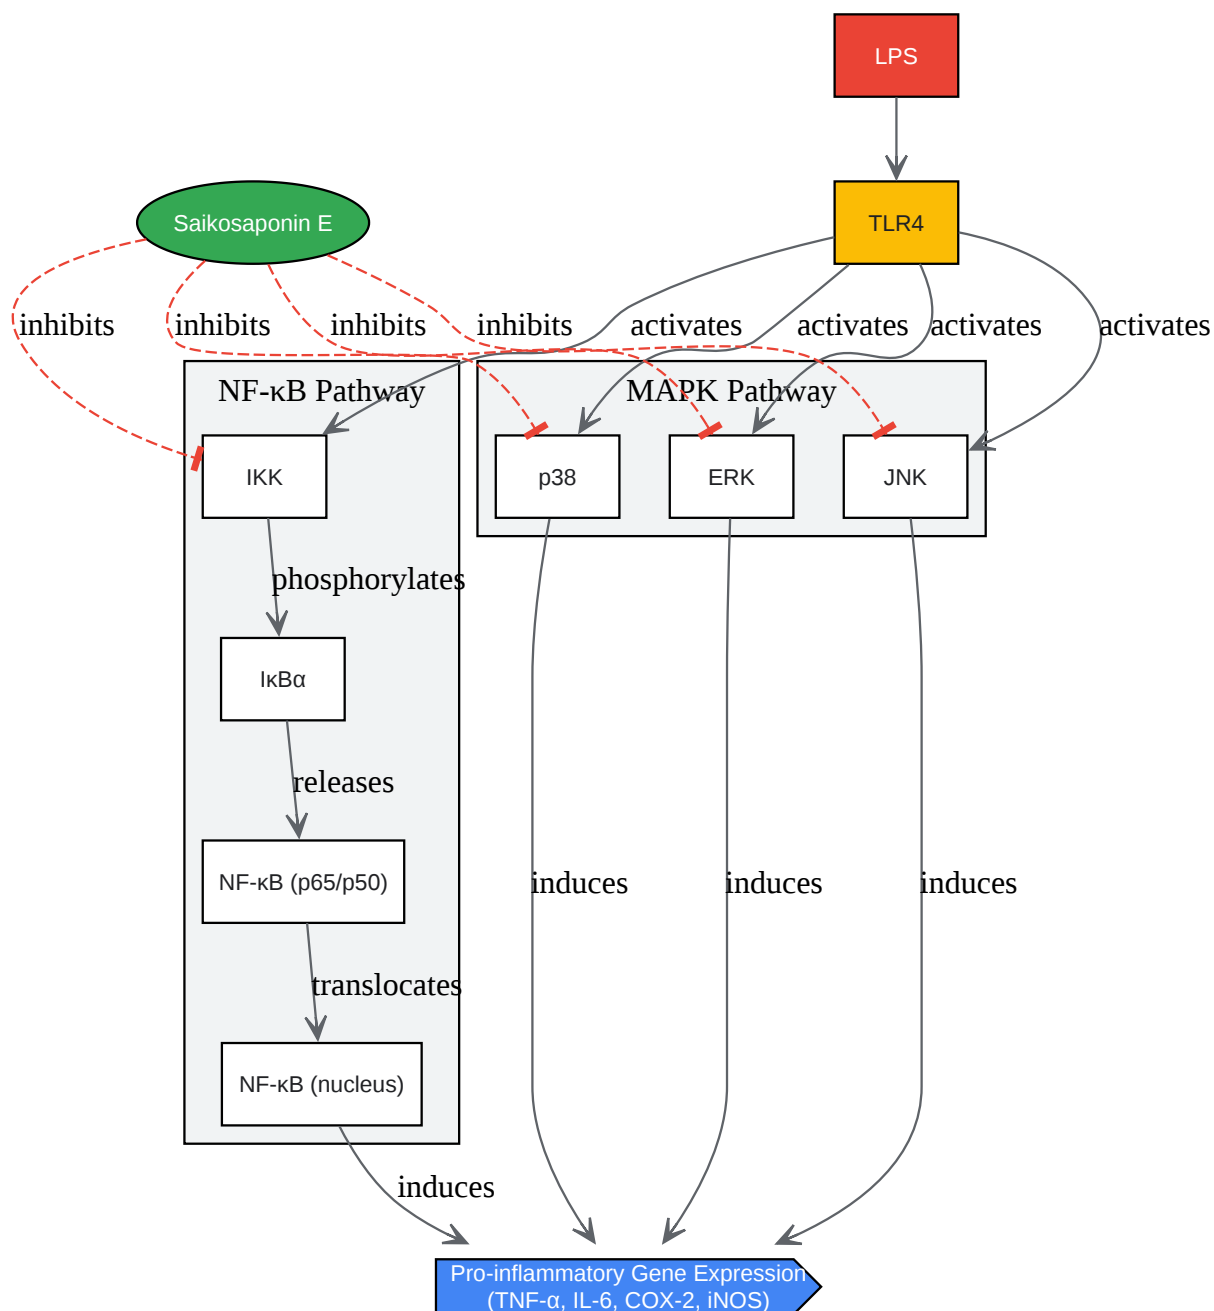 LPS
Saikosaponin E
TLR4
inhibits
inhibits
inhibits
inhibits
activates
activates
activates
activates
NF-κB Pathway
MAPK Pathway
IKK
p38
ERK
JNK
phosphorylates
IκBα
releases
NF-κB (p65/p50)
induces
induces
induces
translocates
NF-κB (nucleus)
induces
Pro-inflammatory Gene Expression
(TNF-α, IL-6, COX-2, iNOS)